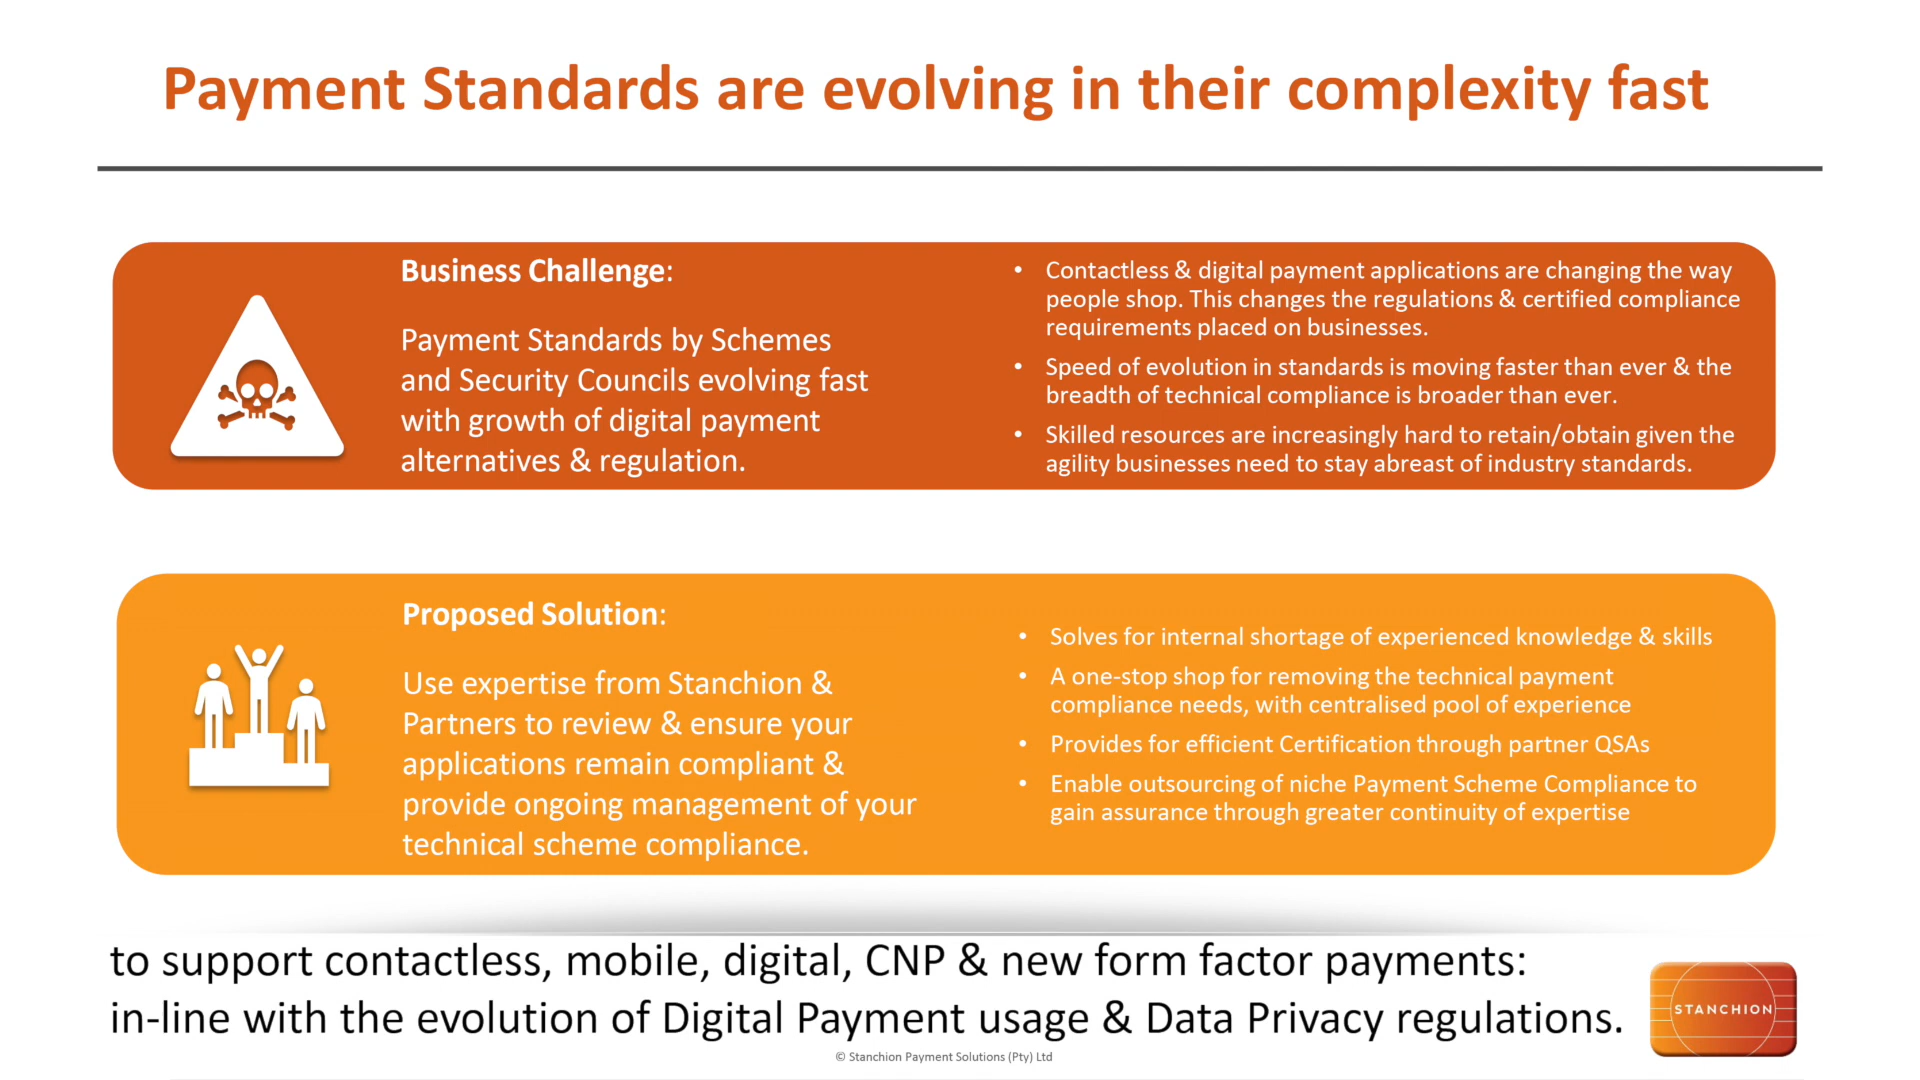 Payment Standards are evolving in their complexity fast
Business Challenge:
Payment Standards by Schemes
and Security Councils evolving fast
with growth of digital payment
alternatives & regulation.
• Contactless & digital payment applications are changing the way
people shop. This changes the regulations & certified compliance
requirements placed on businesses.
• Speed of evolution in standards is moving faster than ever & the
breadth of technical compliance is broader than ever.
• Skilled resources are increasingly hard to retain/obtain given the
agility businesses need to stay abreast of industry standards.
Proposed Solution:
Use expertise from Stanchion &
Partners to review & ensure your
applications remain compliant &
provide ongoing management of your
technical scheme compliance.
• Solves for internal shortage of experienced knowledge & skills
• A one-stop shop for removing the technical payment
compliance needs, with centralised pool of experience
• Provides for efficient Certification through partner QSAs
• Enable outsourcing of niche Payment Scheme Compliance to
gain assurance through greater continuity of expertise
to support contactless, mobile, digital, CNP & new form factor payments:
in-line with the evolution of Digital Payment usage & Data Privacy regulations.
STANCHION
© Stanchion Payment Solutions (Pty) Ltd